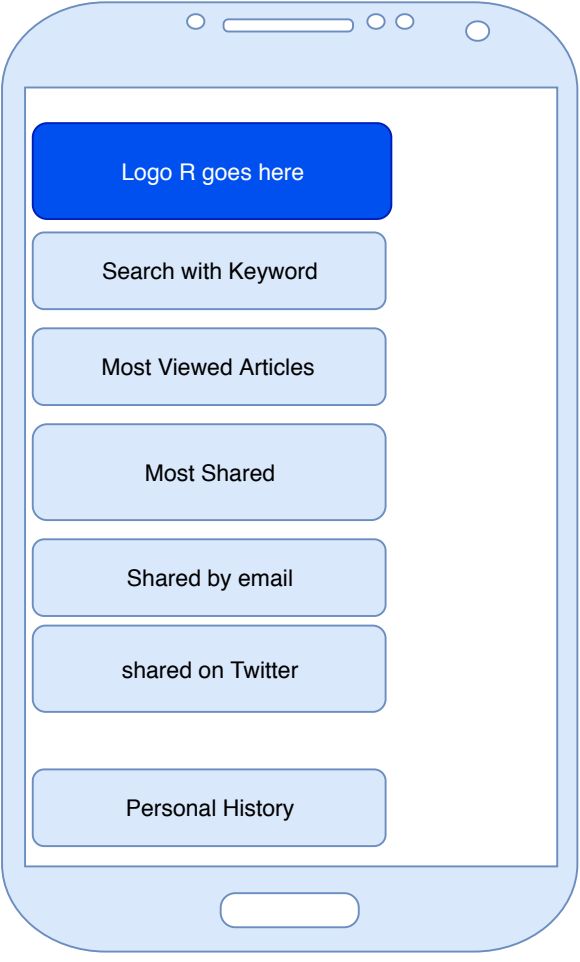 Logo R goes here
Search with Keyword
Most Viewed Articles
Most Shared
Shared by email
shared on Twitter
Personal History